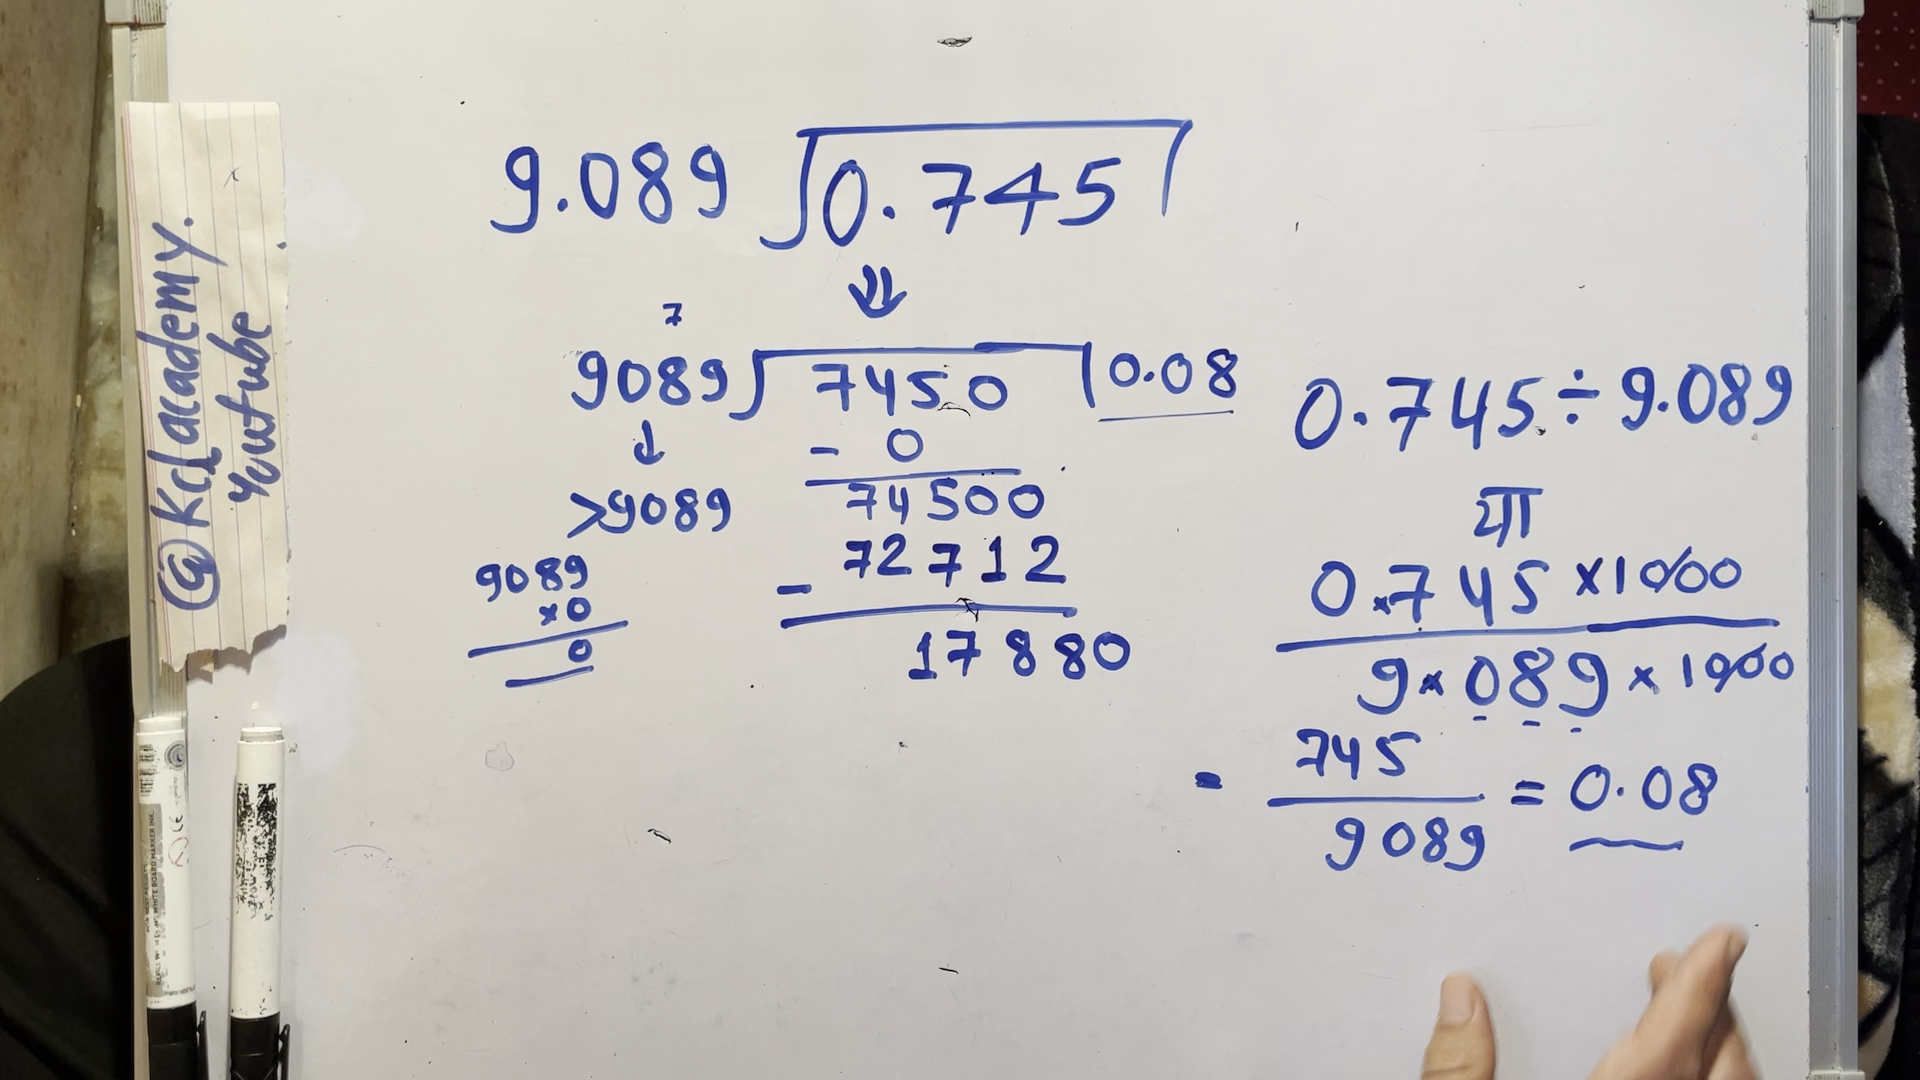 @Kclacademy.
Youtube
9.089 0.745
7
9089 7450 0.08
- 0
>9089 74500
- 72712
17880
9089
×0
0
0.745÷9.089
या
0.745 ×1000
9.089 × 1000
= 745
9089 = 0.08